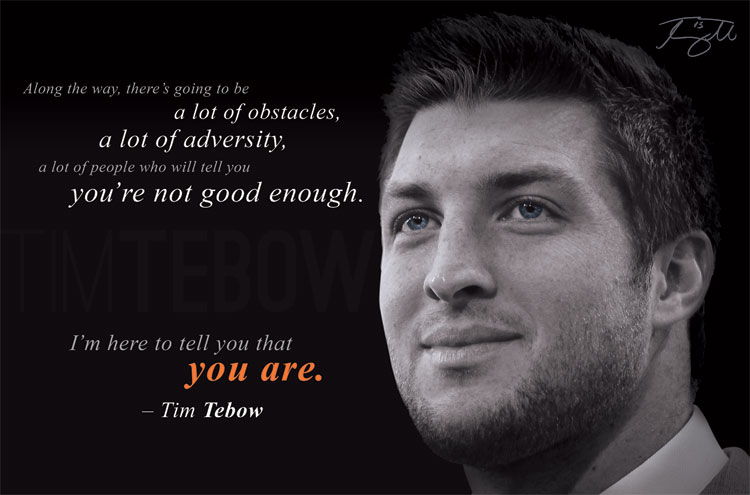 Along the way, there's going to be
a lot of obstacles,
a lot of adversity,
a lot of people who will tell you
you're not good enough.
TIMTEBOW
I'm here to tell you that
you are.
– Tim Tebow